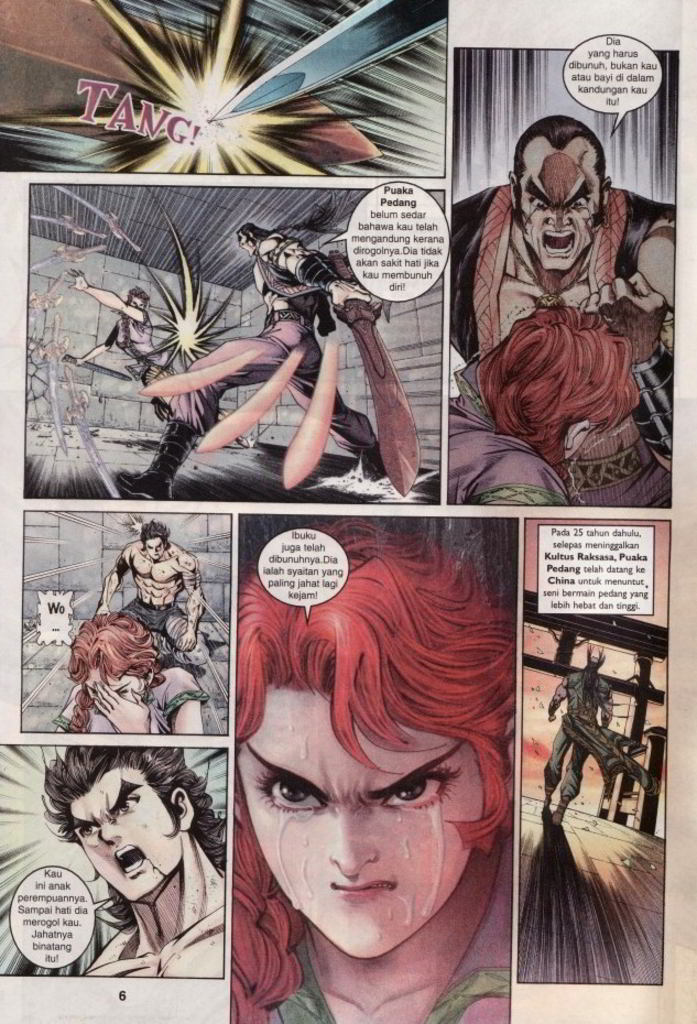 TANG!
Dia
yang harus
dibunuh, bukan kau
atau bayi di dalam
kandungan kau
itu!
Puaka
Pedang
belum sedar
bahawa kau telah
mengandung kerana
dirogolnya.Dia tidak
akan sakit hati jika
kau membunuh
diri!
Wo
...
Kau
ini anak
perempuannya.
Sampai hati dia
merogol kau.
Jahatnya
binatang
itu!
Ibuku
juga telah
dibunuhnya.Dia
ialah syaitan yang
paling jahat lagi
kejam!
Pada 25 tahun dahulu,
selepas meninggalkan
Kultus Raksasa, Puaka
Pedang telah datang ke
China untuk menuntut
seni bermain pedang yang
lebih hebat dan tinggi.
6